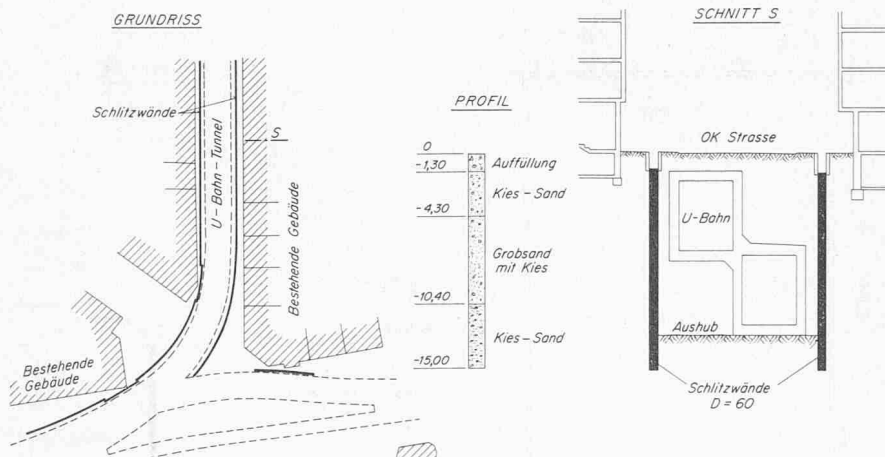 GRUNDRISS
Schlitzwände
U-Bahn-Tunnel
S
Bestehende Gebäude
Bestehende
Gebäude
PROFIL
0
-1,30
-4,30
-10,40
-15,00
Auffüllung
Kies-Sand
Grobsand
mit Kies
Kies-Sand
SCHNITT S
OK Strasse
U-Bahn
Aushub
Schlitzwände
D = 60